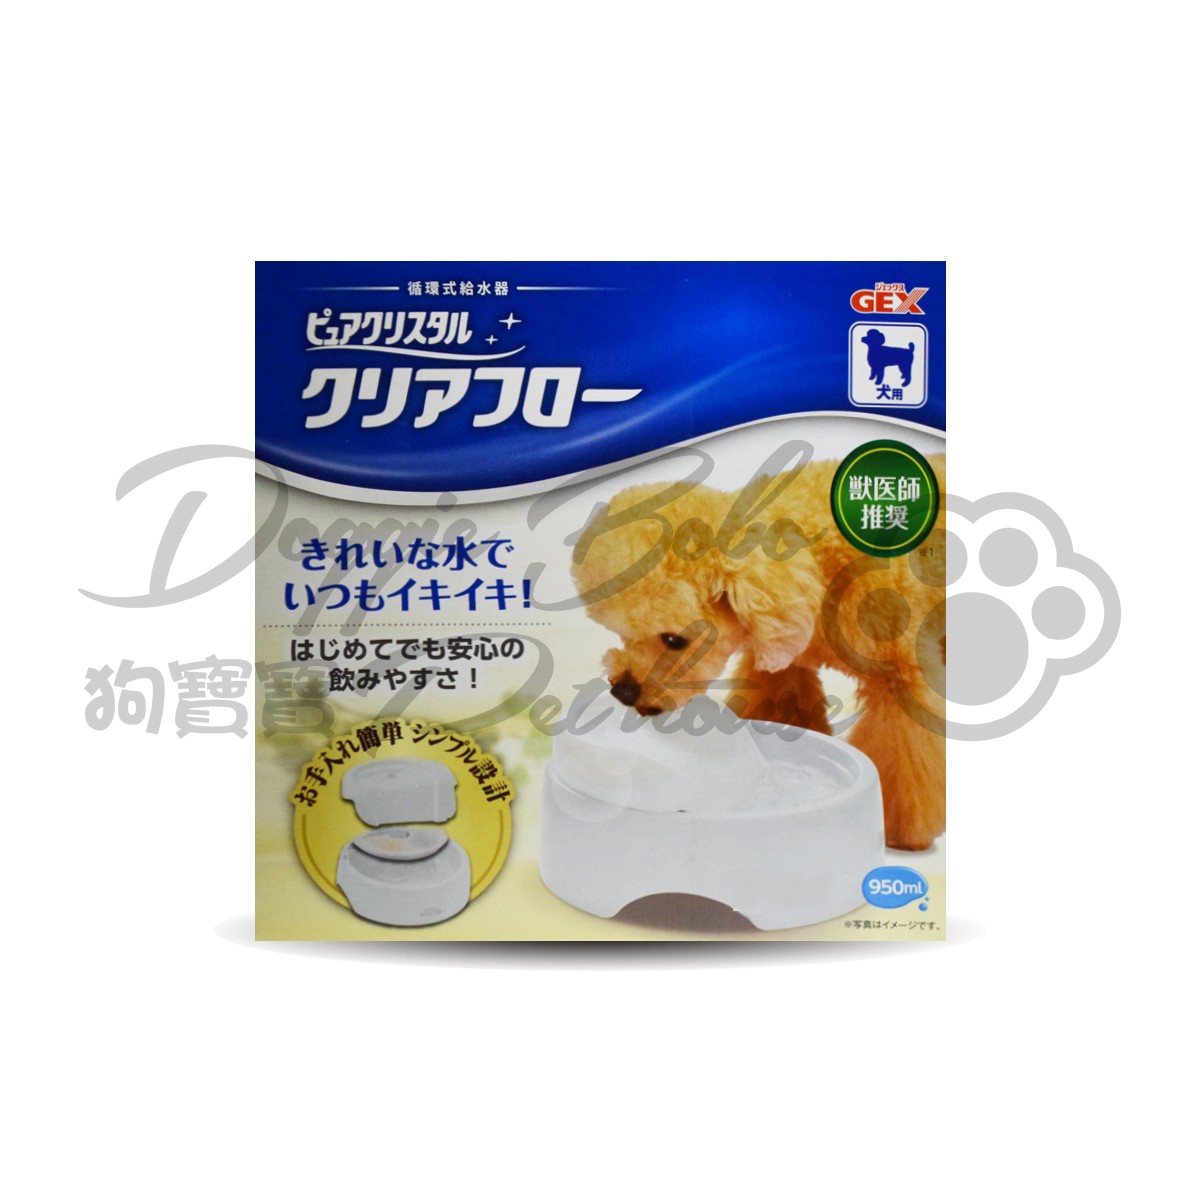 循環式給水器
ピュアクリスタル
クリアフロー
ジェックス
GEX
犬用
獣医師
推奨
※1
きれいな水で
いつもイキイキ!
はじめてでも安心の
飲みやすさ!
お手入れ簡単 シンプル設計
950ml
※写真はイメージです。
Doggie Bobo
狗寶寶 Pet house